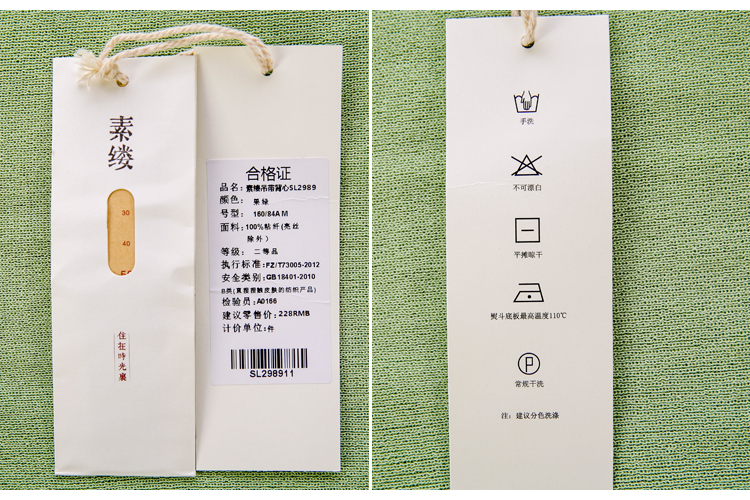 素缕
30
40
50
住在时光裏
合格证
品名：素缕吊带背心SL2989
颜色： 果绿
号型： 160/84A M
面料：100%粘纤(亮丝
除外)
等级： 二等品
执行标准：FZ/T73005-2012
安全类别：GB18401-2010
B类(直接接触皮肤的纺织产品)
检验员：A0166
建议零售价：228RMB
计价单位：件
SL298911
手洗
不可漂白
平摊晾干
熨斗底板最高温度110℃
P
常规干洗
注：建议分色洗涤